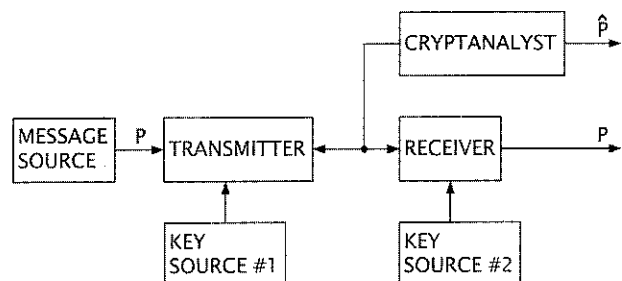 CRYPTANALYST
P̂
MESSAGE
SOURCE
P
TRANSMITTER
RECEIVER
P
KEY
SOURCE #1
KEY
SOURCE #2